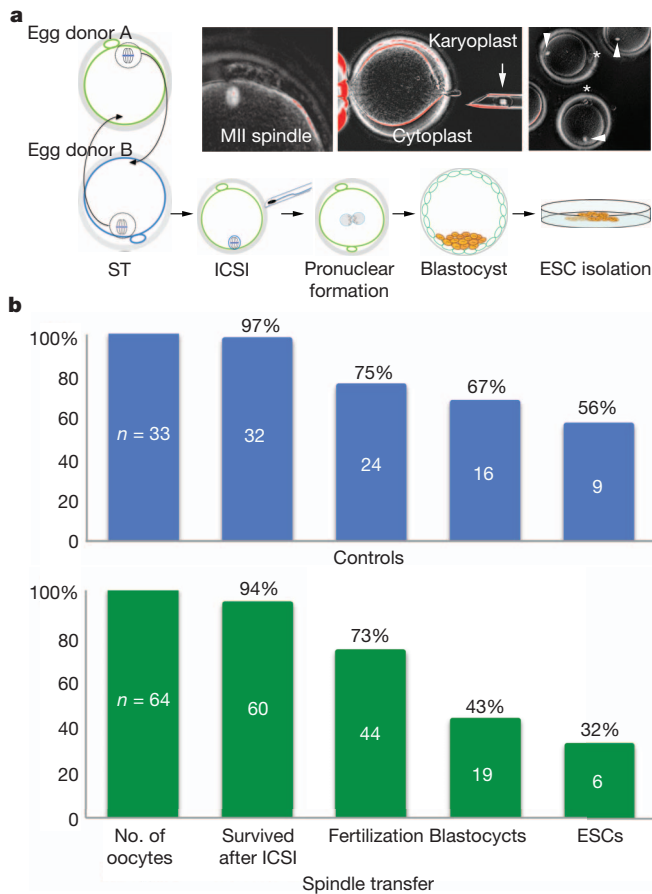 a
Egg donor A
Egg donor B
MII spindle
Karyoplast
Cytoplast
*
*
ST
ICSI
Pronuclear
formation
Blastocyst
ESC isolation
b
100%
80
60
40
20
0
97%
75%
67%
56%
n = 33
32
24
16
9
Controls
100%
80
60
40
20
0
94%
73%
43%
32%
n = 64
60
44
19
6
No. of
oocytes
Survived
after ICSI
Fertilization
Blastocycts
ESCs
Spindle transfer